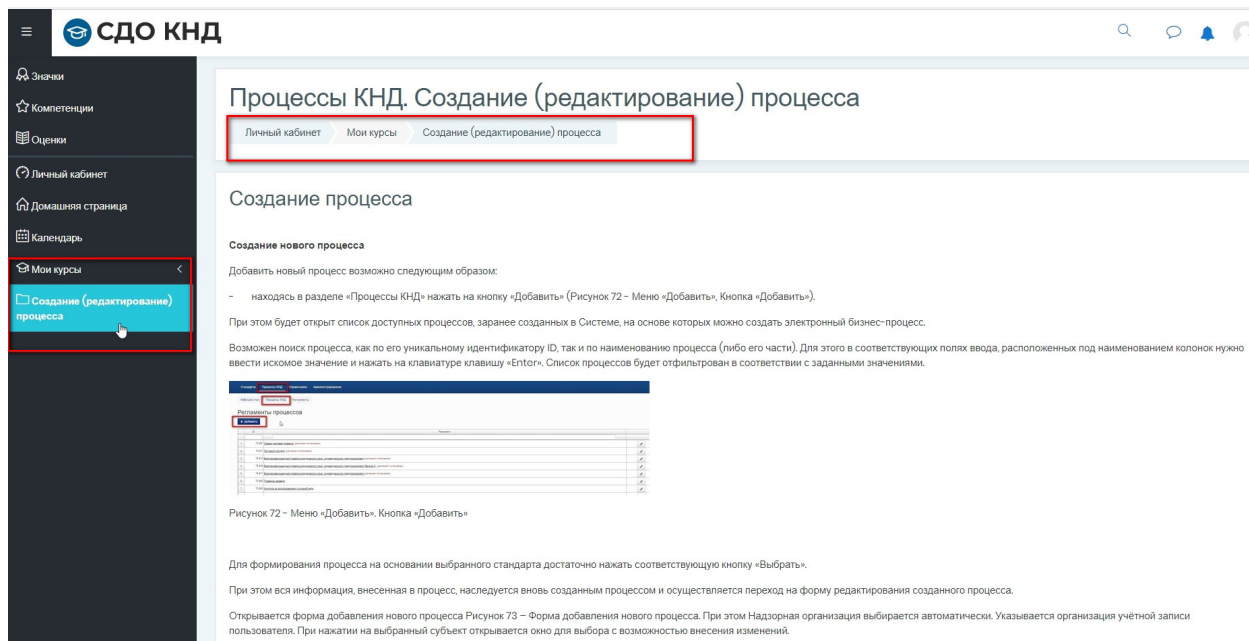 СДО КНД
Значки
Компетенции
Оценки
Личный кабинет
Домашняя страница
Календарь
Мои курсы
Создание (редактирование)
процесса
Процессы КНД. Создание (редактирование) процесса
Личный кабинет Мои курсы Создание (редактирование) процесса
Создание процесса
Создание нового процесса
Добавить новый процесс возможно следующим образом:
- находясь в разделе «Процессы КНД» нажать на кнопку «Добавить» (Рисунок 72 - Меню «Добавить», Кнопка «Добавить»).
При этом будет открыт список доступных процессов, заранее созданных в Системе, на основе которых можно создать электронный бизнес-процесс.
Возможен поиск процесса, как по его уникальному идентификатору ID, так и по наименованию процесса (либо его части). Для этого в соответствующих полях ввода, расположенных под наименованием колонок нужно
ввести искомое значение и нажать на клавиатуре клавишу «Enter». Список процессов будет отфильтрован в соответствии с заданными значениями.
Регламенты процессов
Рисунок 72 - Меню «Добавить». Кнопка «Добавить»
Для формирования процесса на основании выбранного стандарта достаточно нажать соответствующую кнопку «Выбрать».
При этом вся информация, внесенная в процесс, наследуется вновь созданным процессом и осуществляется переход на форму редактирования созданного процесса.
Открывается форма добавления нового процесса Рисунок 73 – Форма добавления нового процесса. При этом Надзорная организация выбирается автоматически. Указывается организация учётной записи
пользователя. При нажатии на выбранный субъект открывается окно для выбора с возможностью внесения изменений.